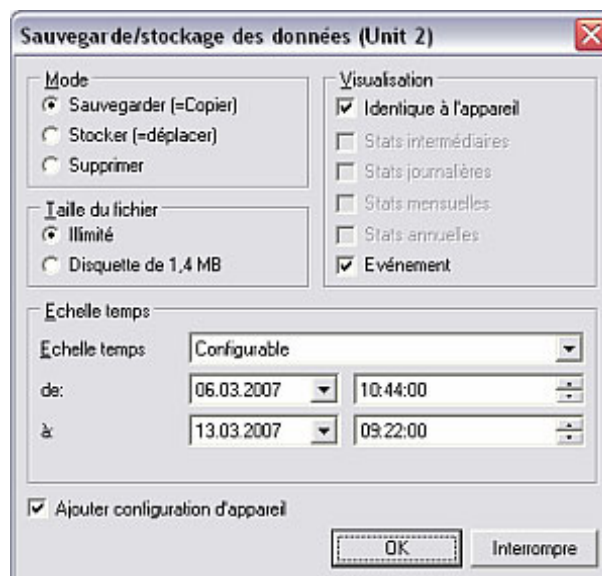 Sauvegarde/stockage des données (Unit 2)
Mode
Sauvegarder (=Copier)
Stocker (=déplacer)
Supprimer
Visualisation
Identique à l'appareil
Stats intermédiaires
Stats journalières
Stats mensuelles
Stats annuelles
Evénement
Taille du fichier
Illimité
Disquette de 1,4 MB
Echelle temps
Echelle temps Configurable
de: 06.03.2007 10:44:00
à: 13.03.2007 09:22:00
Ajouter configuration d'appareil
OK Interrompre